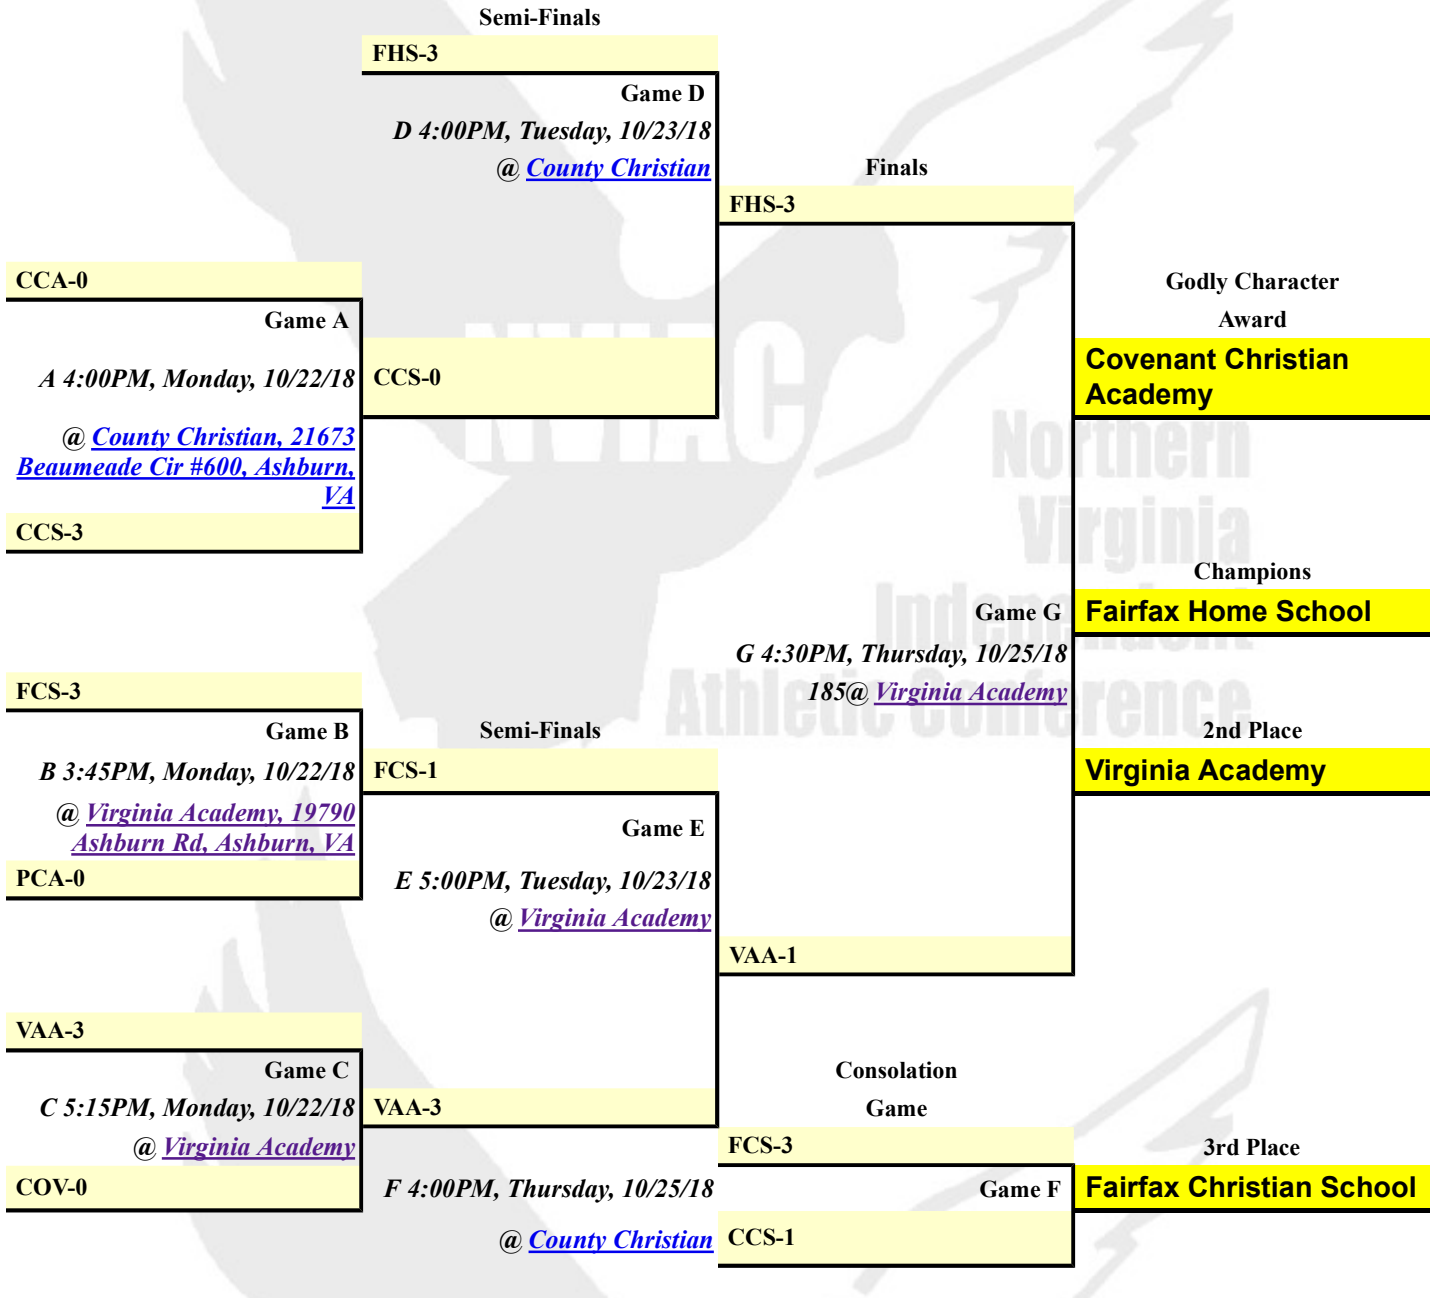 Semi-Finals
FHS-3
Game D
D 4:00PM, Tuesday, 10/23/18
@ County Christian
Finals
FHS-3
CCA-0
Game A
A 4:00PM, Monday, 10/22/18
@ County Christian, 21673
Beaumeade Cir #600, Ashburn,
VA
CCS-3
CCS-0
Godly Character
Award
Covenant Christian
Academy
NVIAC
Northern
Virginia
Independent
Athletic Conference
Champions
Fairfax Home School
Game G
G 4:30PM, Thursday, 10/25/18
185@ Virginia Academy
2nd Place
Virginia Academy
FCS-3
Game B
B 3:45PM, Monday, 10/22/18
@ Virginia Academy, 19790
Ashburn Rd, Ashburn, VA
PCA-0
Semi-Finals
FCS-1
Game E
E 5:00PM, Tuesday, 10/23/18
@ Virginia Academy
VAA-1
VAA-3
Game C
C 5:15PM, Monday, 10/22/18
@ Virginia Academy
COV-0
VAA-3
Consolation
Game
FCS-3
F 4:00PM, Thursday, 10/25/18
@ County Christian
Game F
CCS-1
3rd Place
Fairfax Christian School